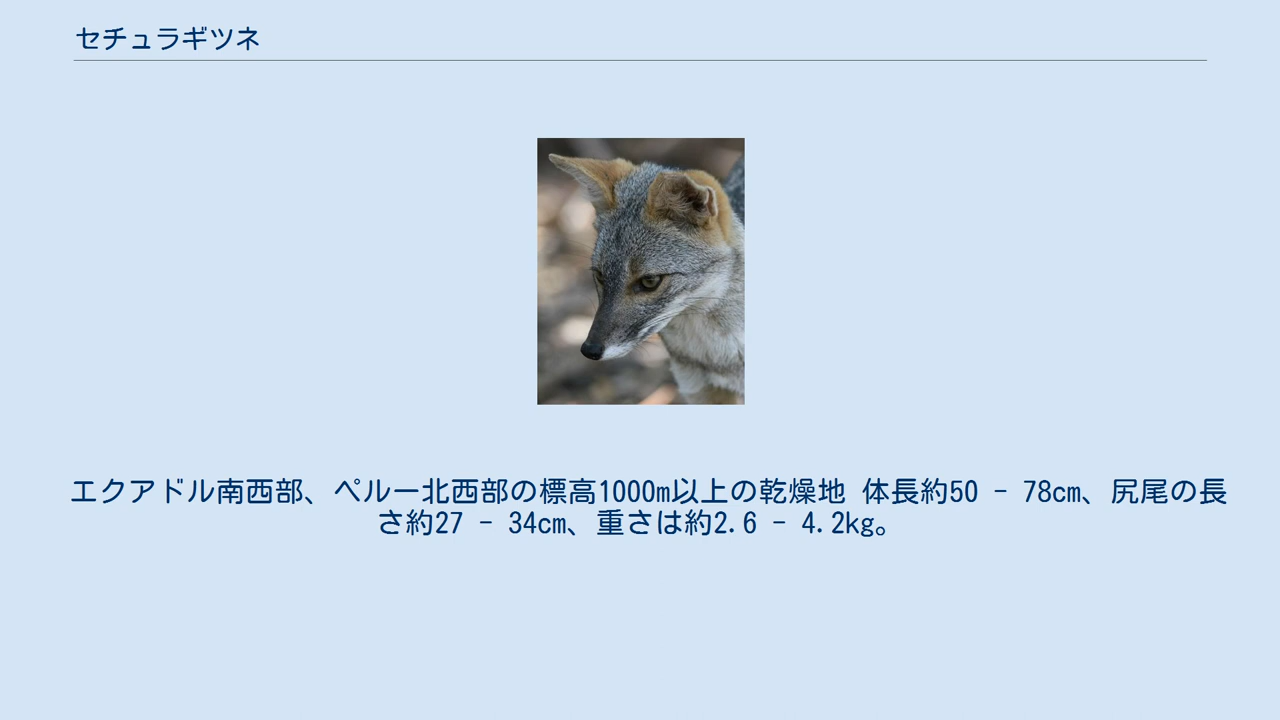 セチュラギツネ
エクアドル南西部、ペルー北西部の標高1000m以上の乾燥地 体長約50 - 78cm、尻尾の長
さ約27 - 34cm、重さは約2.6 - 4.2kg。